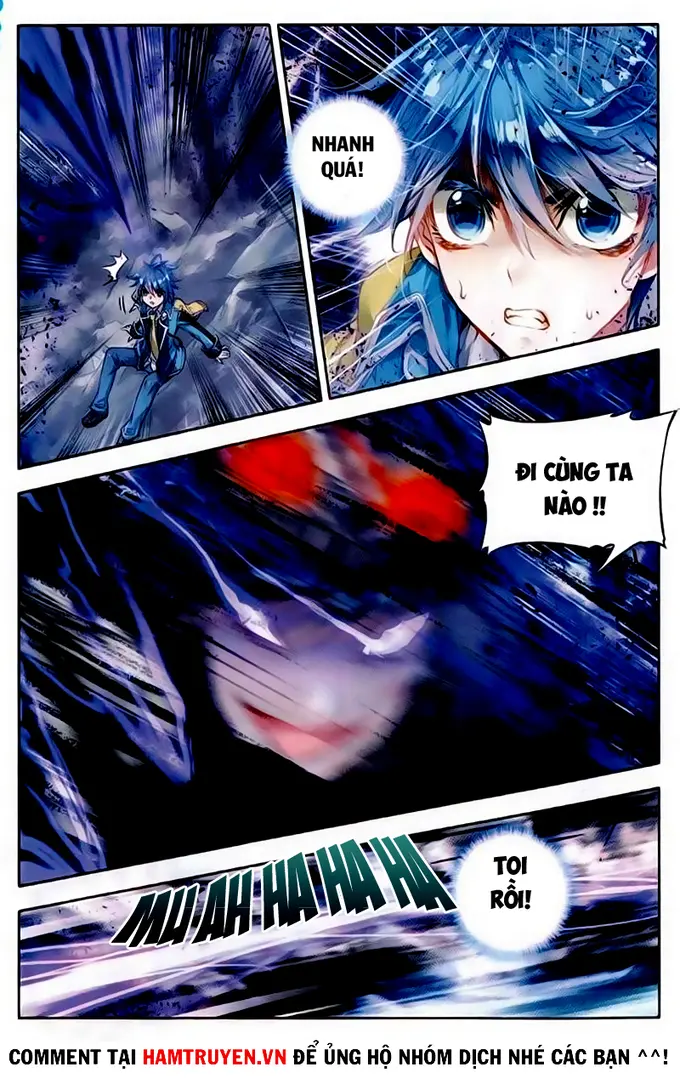 NHANH
QUÁ!
ĐI CÙNG TA
NÀO !!
MU AH HA HA HA
TOI
RỒI!
COMMENT TẠI HAMTRUYEN.VN ĐỂ ỦNG HỘ NHÓM DỊCH NHÉ CÁC BẠN ^^!